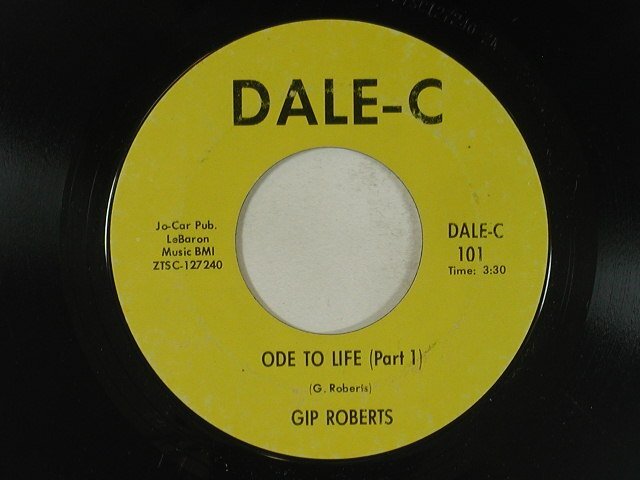 DALE-C
Jo-Car Pub.
LeBaron
Music BMI
ZTSC-127240
DALE-C
101
Time: 3:30
ODE TO LIFE (Part 1)
(G. Roberts)
GIP ROBERTS